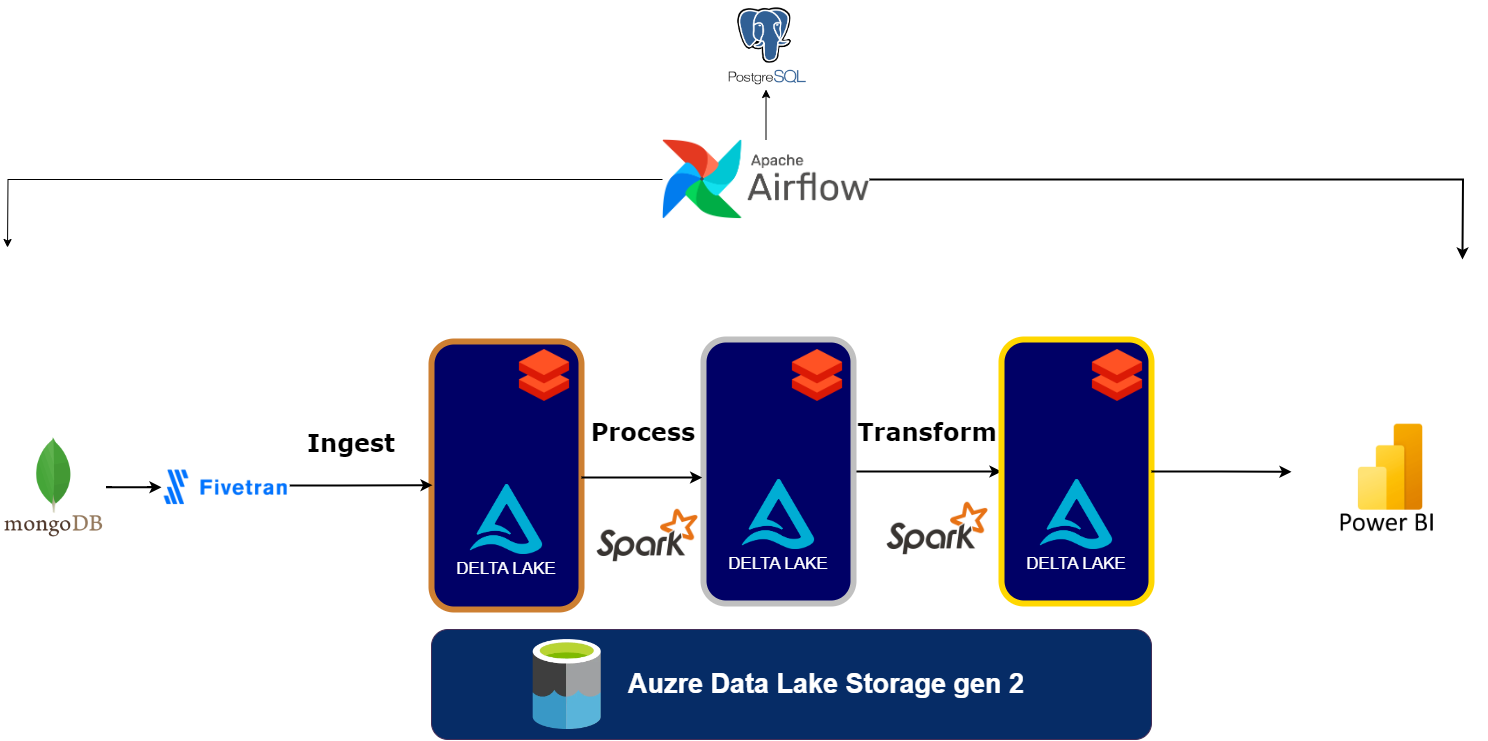 PostgreSQL
Apache
Airflow
Ingest
Process
Transform
mongoDB
Fivetran
Spark
Spark
Power BI
DELTA LAKE
DELTA LAKE
DELTA LAKE
Auzre Data Lake Storage gen 2